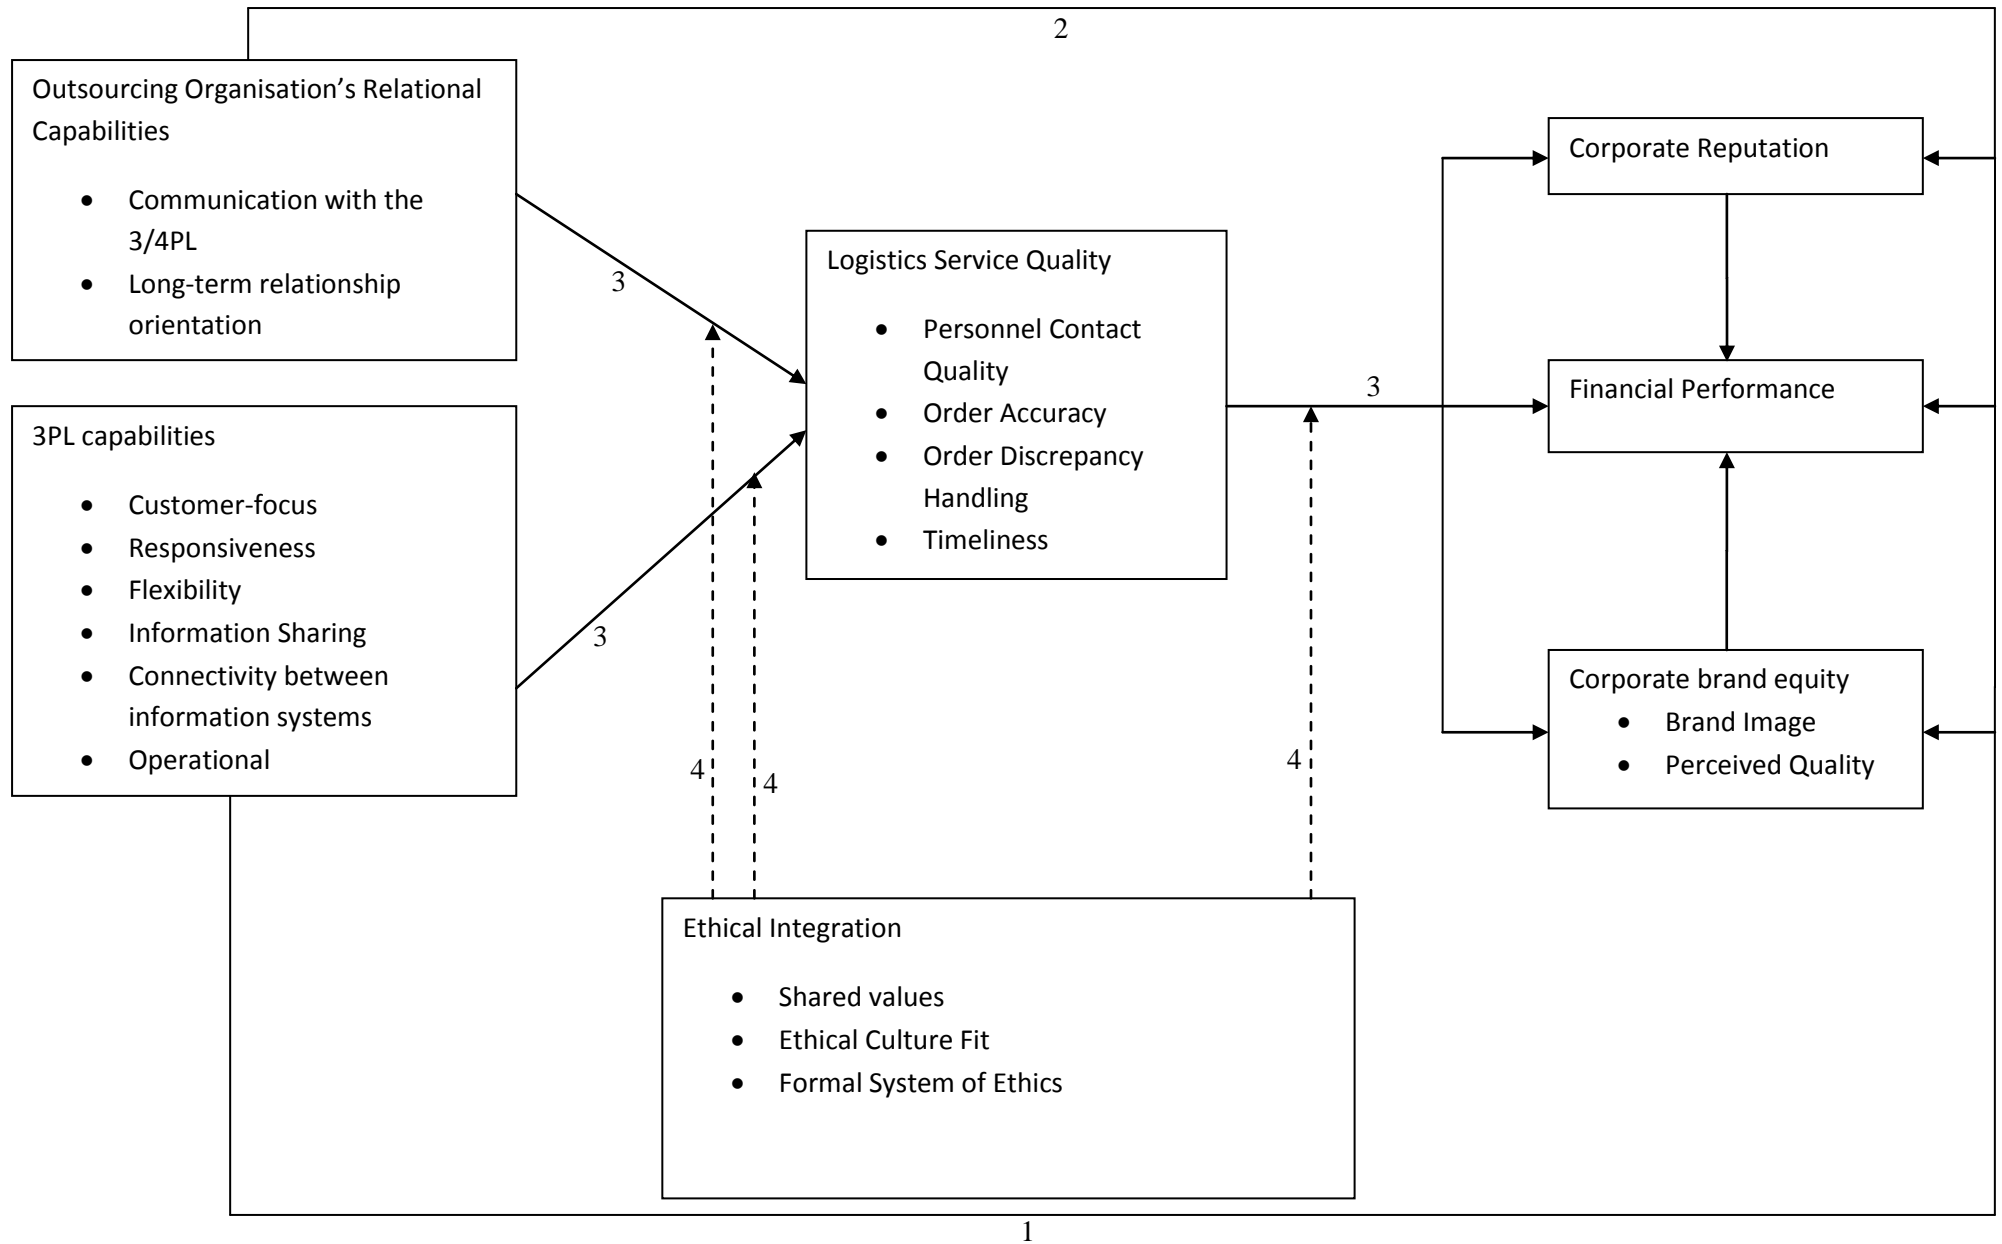 2
Outsourcing Organisation’s Relational
Capabilities
• Communication with the
3/4PL
• Long-term relationship
orientation
3
3PL capabilities
• Customer-focus
• Responsiveness
• Flexibility
• Information Sharing
• Connectivity between
information systems
• Operational
3
Logistics Service Quality
• Personnel Contact
Quality
• Order Accuracy
• Order Discrepancy
Handling
• Timeliness
3
Corporate Reputation
Financial Performance
Corporate brand equity
• Brand Image
• Perceived Quality
4
4
4
Ethical Integration
• Shared values
• Ethical Culture Fit
• Formal System of Ethics
1